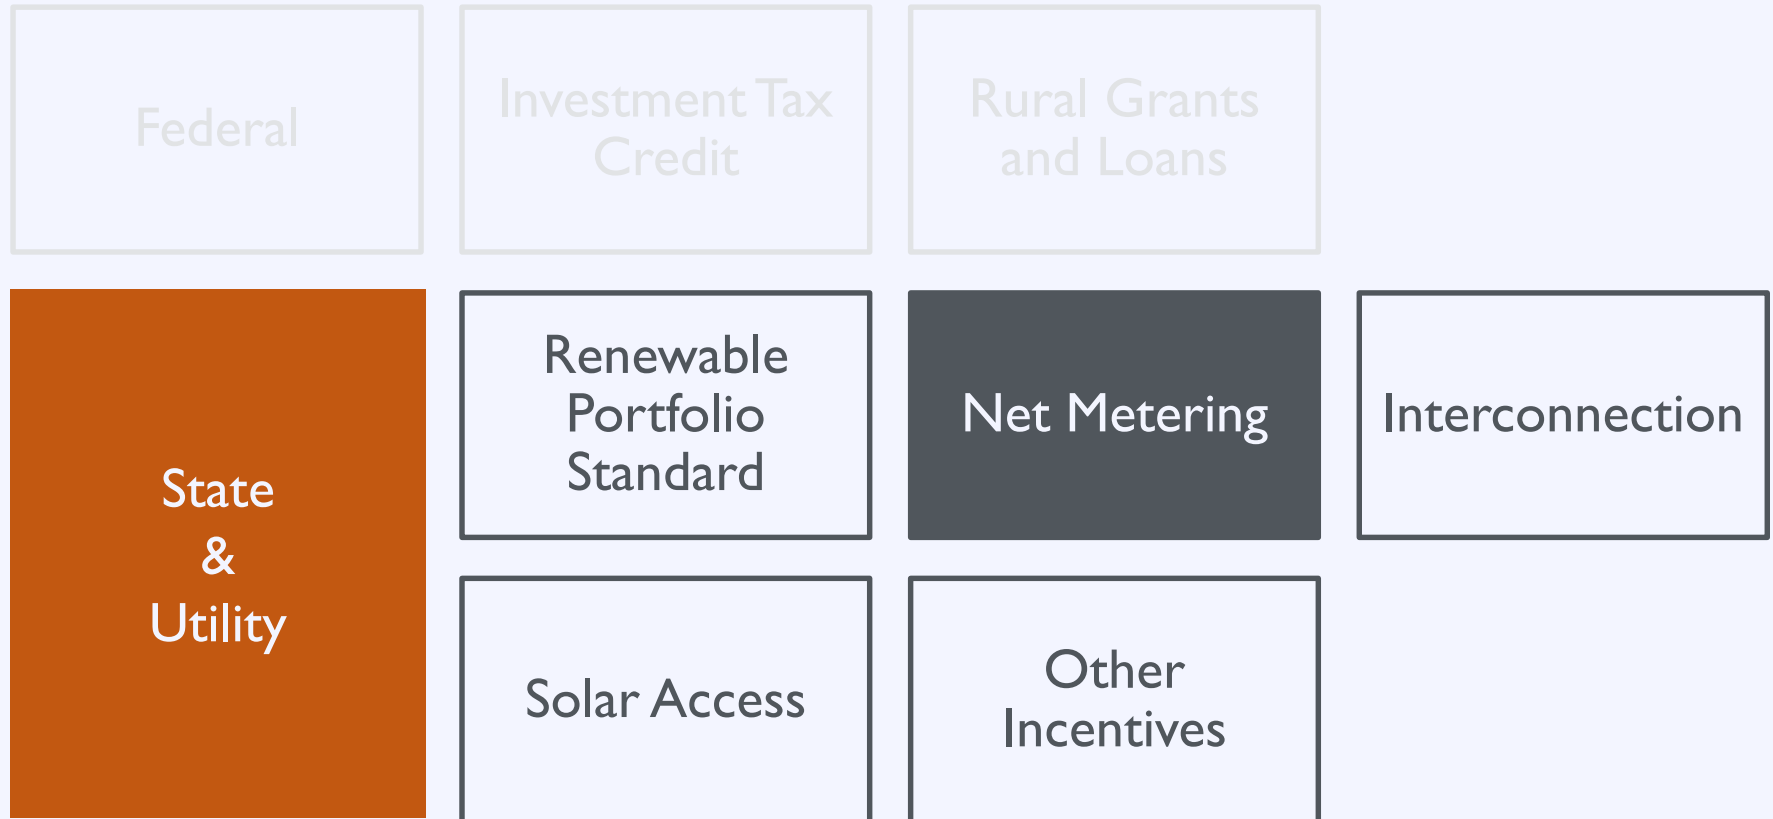 Federal
Investment Tax
Credit
Rural Grants
and Loans
State
&
Utility
Renewable
Portfolio
Standard
Net Metering
Interconnection
Solar Access
Other
Incentives